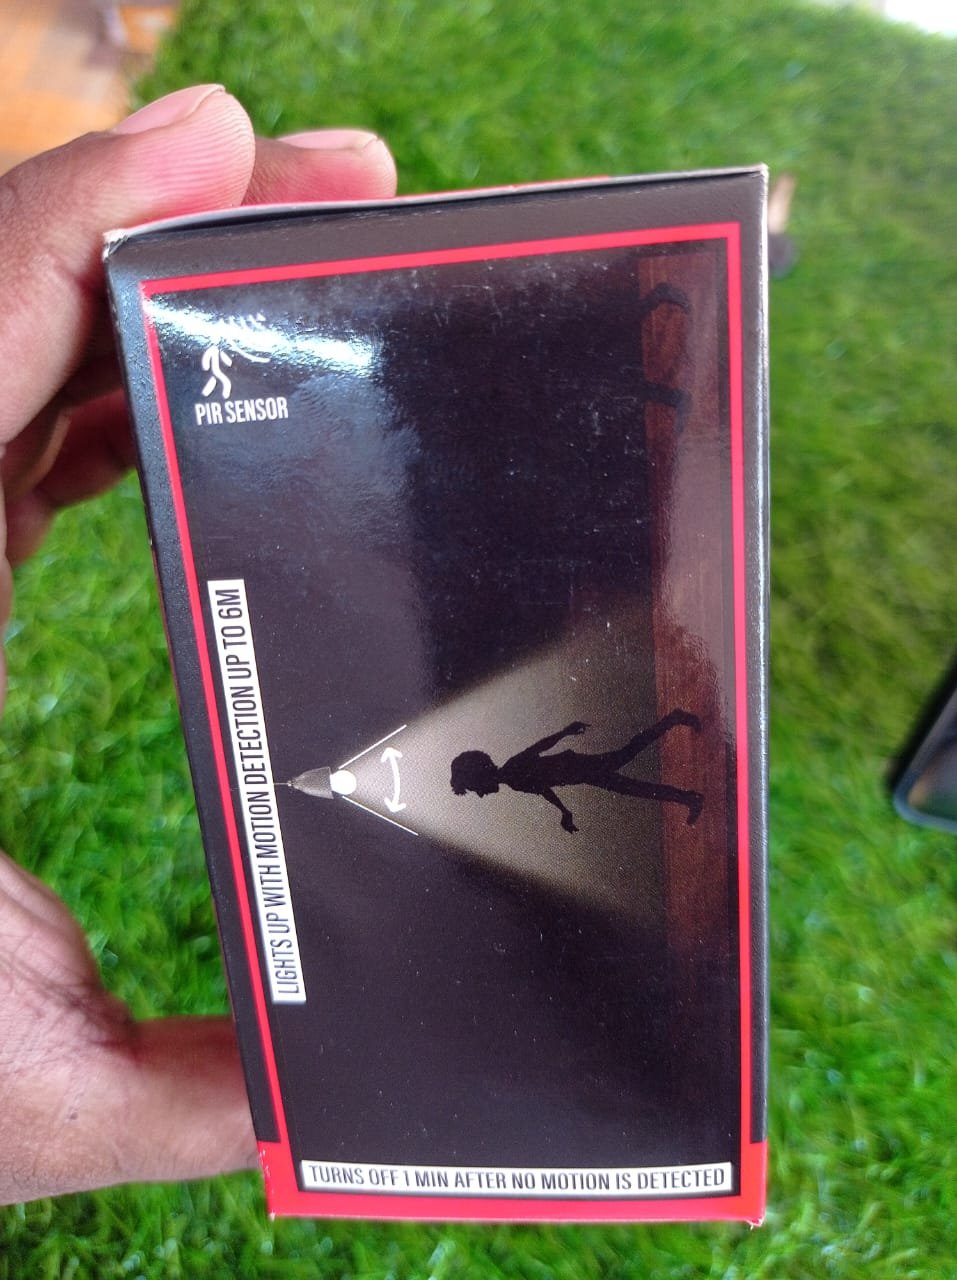 PIR SENSOR
LIGHTS UP WITH MOTION DETECTION UP TO 6M
TURNS OFF 1 MIN AFTER NO MOTION IS DETECTED